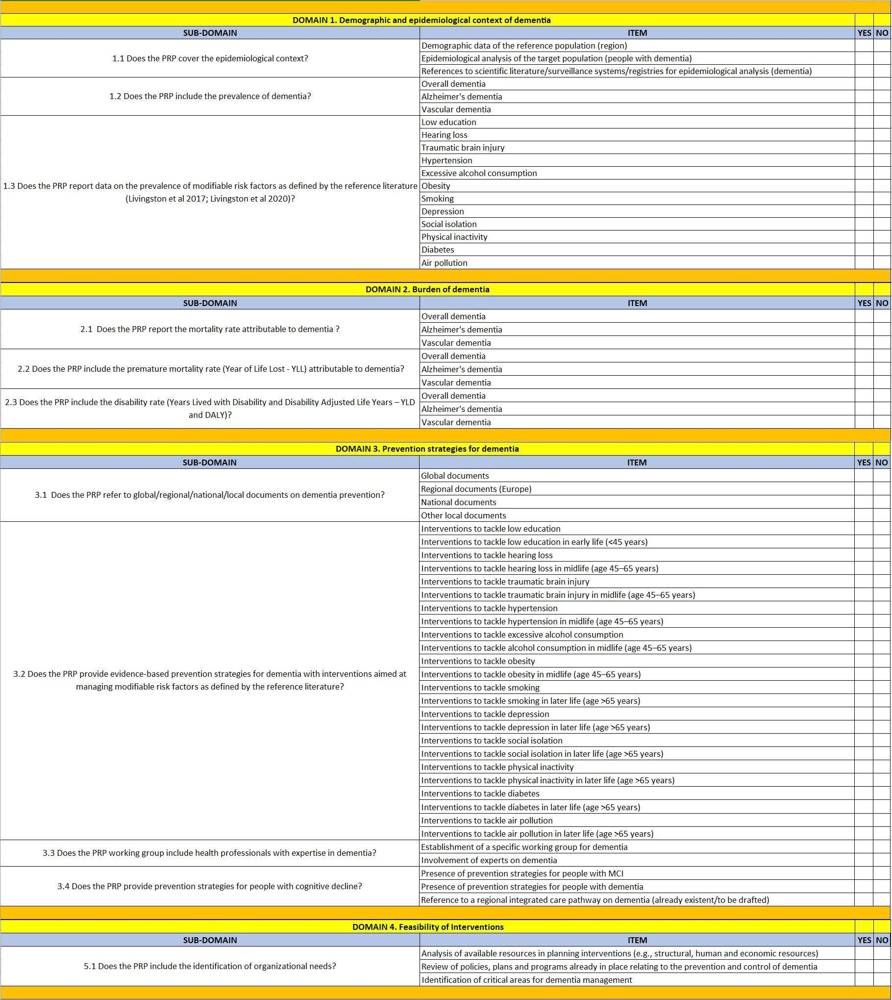 DOMAIN 1. Demographic and epidemiological context of dementia
SUB-DOMAIN ITEM YES NO
1.1 Does the PRP cover the epidemiological context?
Demographic data of the reference population (region)
Epidemiological analysis of the target population (people with dementia)
References to scientific literature/surveillance systems/registries for epidemiological analysis (dementia)
1.2 Does the PRP include the prevalence of dementia?
Overall dementia
Alzheimer's dementia
Vascular dementia
1.3 Does the PRP report data on the prevalence of modifiable risk factors as defined by the reference literature
(Livingston et al 2017; Livingston et al 2020)?
Low education
Hearing loss
Traumatic brain injury
Hypertension
Excessive alcohol consumption
Obesity
Smoking
Depression
Social isolation
Physical inactivity
Diabetes
Air pollution
DOMAIN 2. Burden of dementia
SUB-DOMAIN ITEM YES NO
2.1 Does the PRP report the mortality rate attributable to dementia ?
Overall dementia
Alzheimer's dementia
Vascular dementia
2.2 Does the PRP include the premature mortality rate (Year of Life Lost - YLL) attributable to dementia?
Overall dementia
Alzheimer's dementia
Vascular dementia
2.3 Does the PRP include the disability rate (Years Lived with Disability and Disability Adjusted Life Years – YLD
and DALY)?
Overall dementia
Alzheimer's dementia
Vascular dementia
DOMAIN 3. Prevention strategies for dementia
SUB-DOMAIN ITEM YES NO
3.1 Does the PRP refer to global/regional/national/local documents on dementia prevention?
Global documents
Regional documents (Europe)
National documents
Other local documents
3.2 Does the PRP provide evidence-based prevention strategies for dementia with interventions aimed at
managing modifiable risk factors as defined by the reference literature?
Interventions to tackle low education
Interventions to tackle low education in early life (<45 years)
Interventions to tackle hearing loss
Interventions to tackle hearing loss in midlife (age 45–65 years)
Interventions to tackle traumatic brain injury
Interventions to tackle traumatic brain injury in midlife (age 45–65 years)
Interventions to tackle hypertension
Interventions to tackle hypertension in midlife (age 45–65 years)
Interventions to tackle excessive alcohol consumption
Interventions to tackle alcohol consumption in midlife (age 45–65 years)
Interventions to tackle obesity
Interventions to tackle obesity in midlife (age 45–65 years)
Interventions to tackle smoking
Interventions to tackle smoking in later life (age >65 years)
Interventions to tackle depression
Interventions to tackle depression in later life (age >65 years)
Interventions to tackle social isolation
Interventions to tackle social isolation in later life (age >65 years)
Interventions to tackle physical inactivity
Interventions to tackle physical inactivity in later life (age >65 years)
Interventions to tackle diabetes
Interventions to tackle diabetes in later life (age >65 years)
Interventions to tackle air pollution
Interventions to tackle air pollution in later life (age >65 years)
3.3 Does the PRP working group include health professionals with expertise in dementia?
Establishment of a specific working group for dementia
Involvement of experts on dementia
3.4 Does the PRP provide prevention strategies for people with cognitive decline?
Presence of prevention strategies for people with MCI
Presence of prevention strategies for people with dementia
Reference to a regional integrated care pathway on dementia (already existent/to be drafted)
DOMAIN 4. Feasibility of Interventions
SUB-DOMAIN ITEM YES NO
5.1 Does the PRP include the identification of organizational needs?
Analysis of available resources in planning interventions (e.g., structural, human and economic resources)
Review of policies, plans and programs already in place relating to the prevention and control of dementia
Identification of critical areas for dementia management